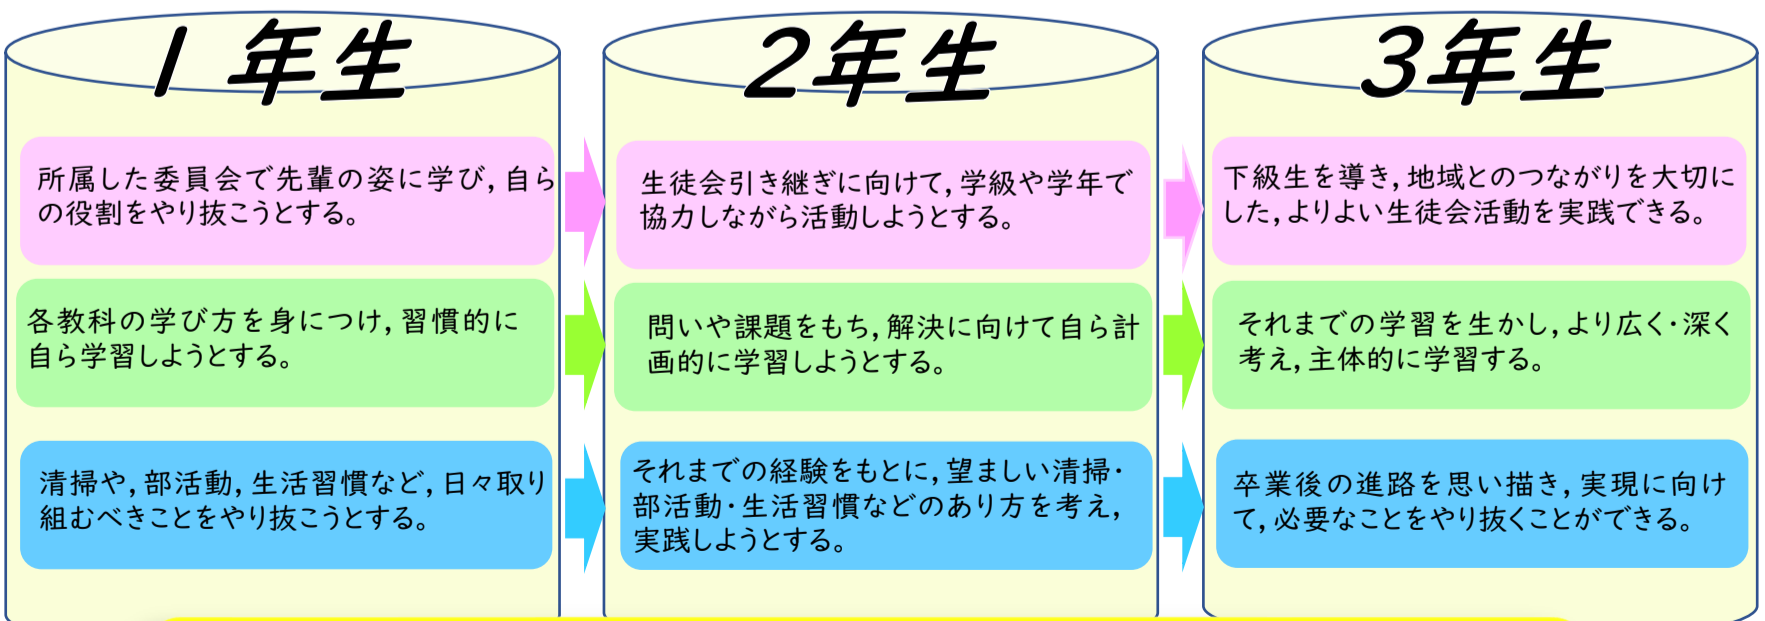 1年生
所属した委員会で先輩の姿に学び,自ら
の役割をやり抜こうとする。
各教科の学び方を身につけ,習慣的に
自ら学習しようとする。
清掃や,部活動,生活習慣など,日々取り
組むべきことをやり抜こうとする。
2年生
生徒会引き継ぎに向けて,学級や学年で
協力しながら活動しようとする。
問いや課題をもち,解決に向けて自ら計
画的に学習しようとする。
それまでの経験をもとに,望ましい清掃・
部活動・生活習慣などのあり方を考え,
実践しようとする。
3年生
下級生を導き,地域とのつながりを大切に
した,よりよい生徒会活動を実践できる。
それまでの学習を生かし,より広く・深く
考え,主体的に学習する。
卒業後の進路を思い描き,実現に向け
て,必要なことをやり抜くことができる。